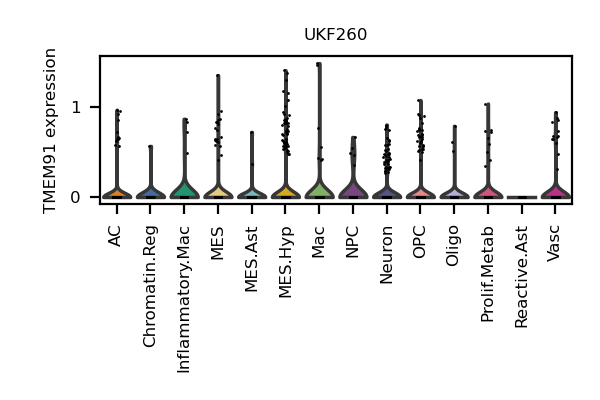 UKF260
TMEM91 expression
1
0
AC
Chromatin.Reg
Inflammatory.Mac
MES
MES.Ast
MES.Hyp
Mac
NPC
Neuron
OPC
Oligo
Prolif.Metab
Reactive.Ast
Vasc